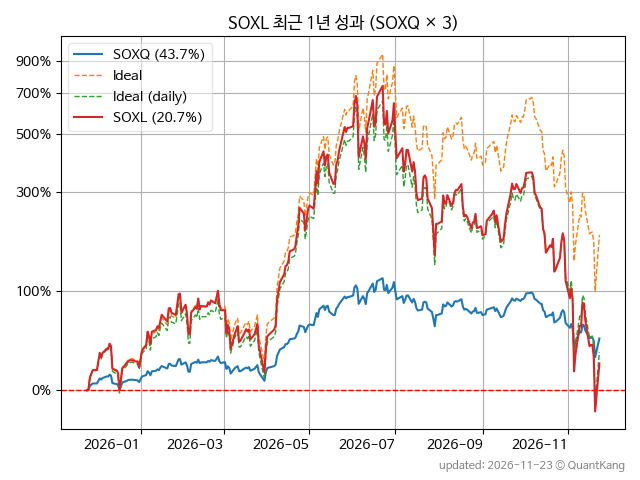 SOXL 최근 1년 성과 (SOXQ × 3)
SOXQ (43.7%)
Ideal
Ideal (daily)
SOXL (20.7%)
900%
700%
500%
300%
100%
0%
2026−01
2026−03
2026−05
2026−07
2026−09
2026−11
updated: 2026-11-23 © QuantKang